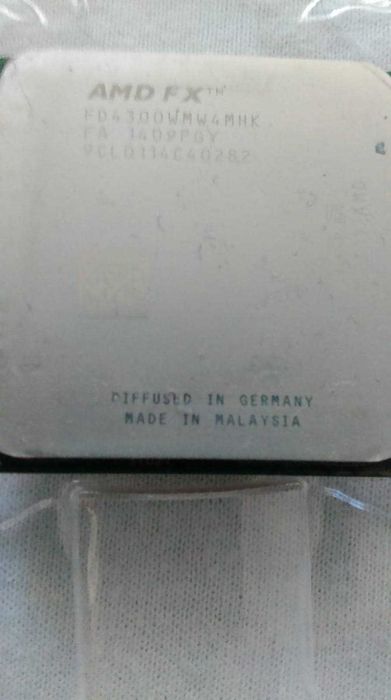 AMD FX™
FD4300WMW4MHK
FA 1409PGY
9CL0114C40282
DIFFUSED IN GERMANY
MADE IN MALAYSIA